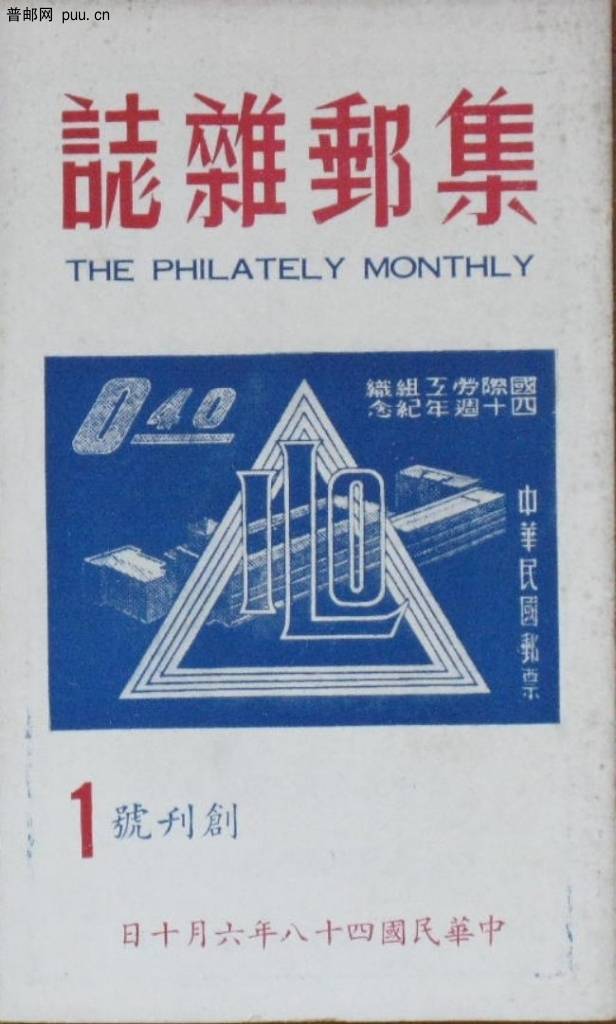 普邮网 puu.cn
集郵雜誌
THE PHILATELY MONTHLY
0.40
國際勞工組織
四十週年紀念
ILO
中華民國郵票
創刊號
1
中華民國四十八年六月十日